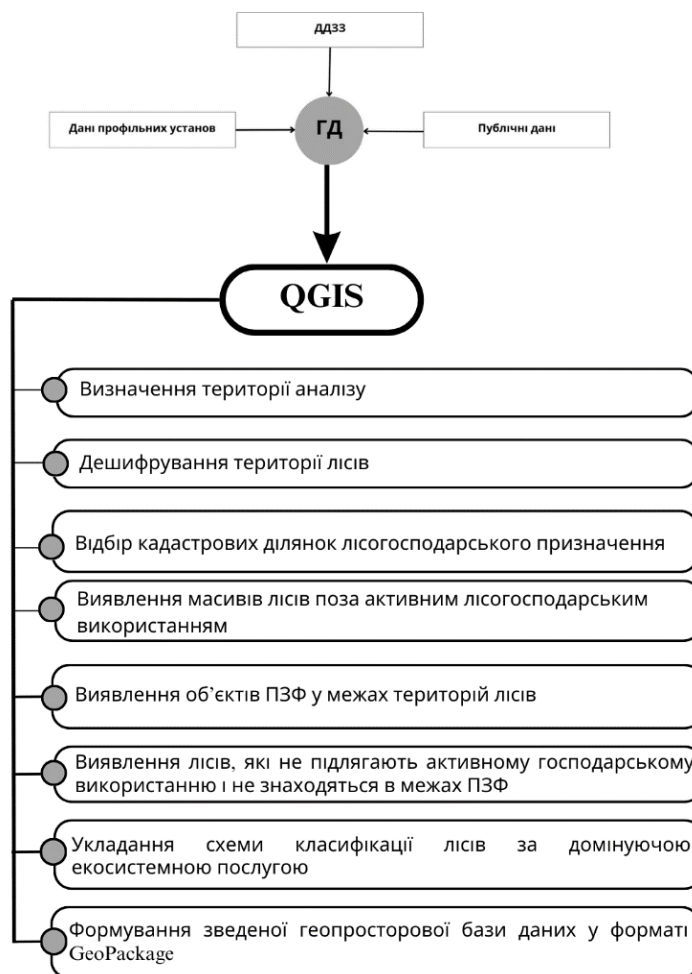 ДДЗЗ
Дані профільних установ
ГД
Публічні дані
QGIS
Визначення території аналізу
Дешифрування території лісів
Відбір кадастрових ділянок лісогосподарського призначення
Виявлення масивів лісів поза активним лісогосподарським
використанням
Виявлення об’єктів ПЗФ у межах територій лісів
Виявлення лісів, які не підлягають активному господарському
використанню і не знаходяться в межах ПЗФ
Укладання схеми класифікації лісів за домінуючою
екосистемною послугою
Формування зведеної геопросторової бази даних у форматі
GeoPackage